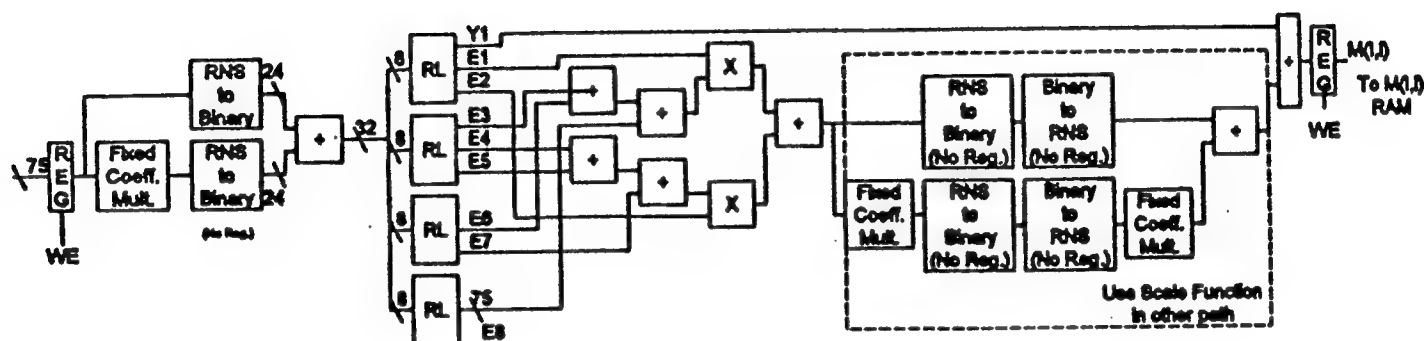 75
REG
WE
Fixed
Coeff.
Mult.
RNS
to
Binary
24
RNS
to
Binary
24
(No Reg.)
+
32
8
RL
Y1
E1
E2
8
RL
E3
E4
E5
8
RL
E6
E7
8
RL
75
E8
+
+
+
+
X
X
+
RNS
to
Binary
(No Reg.)
Binary
to
RNS
(No Reg.)
Fixed
Coeff.
Mult.
RNS
to
Binary
(No Reg.)
Binary
to
RNS
(No Reg.)
Fixed
Coeff.
Mult.
+
Use Scale Function
in other path
+
REG
WE
M(1,I)
To M(1,I)
RAM